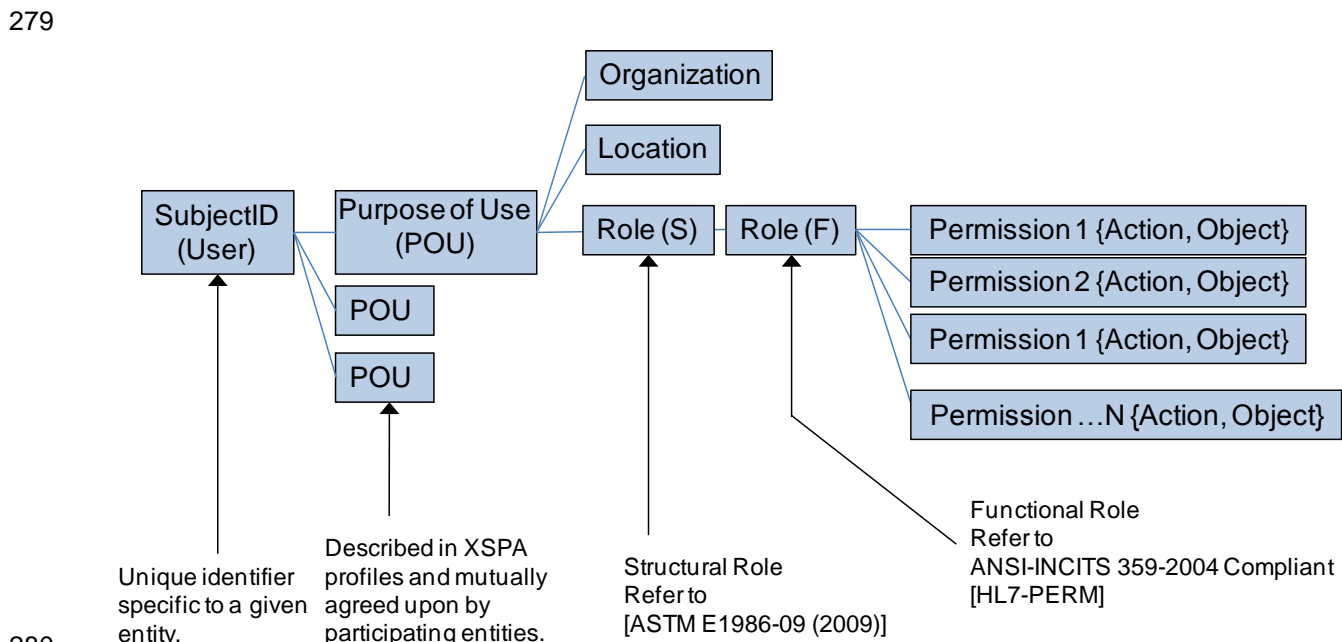 279
Organization
Location
SubjectID
(User)
Purpose of Use
(POU)
Role (S)
Role (F)
Permission 1 {Action, Object}
Permission 2 {Action, Object}
Permission 1 {Action, Object}
Permission …N {Action, Object}
POU
POU
Unique identifier
specific to a given
entity.
Described in XSPA
profiles and mutually
agreed upon by
participating entities.
Structural Role
Refer to
[ASTM E1986-09 (2009)]
Functional Role
Refer to
ANSI-INCITS 359-2004 Compliant
[HL7-PERM]